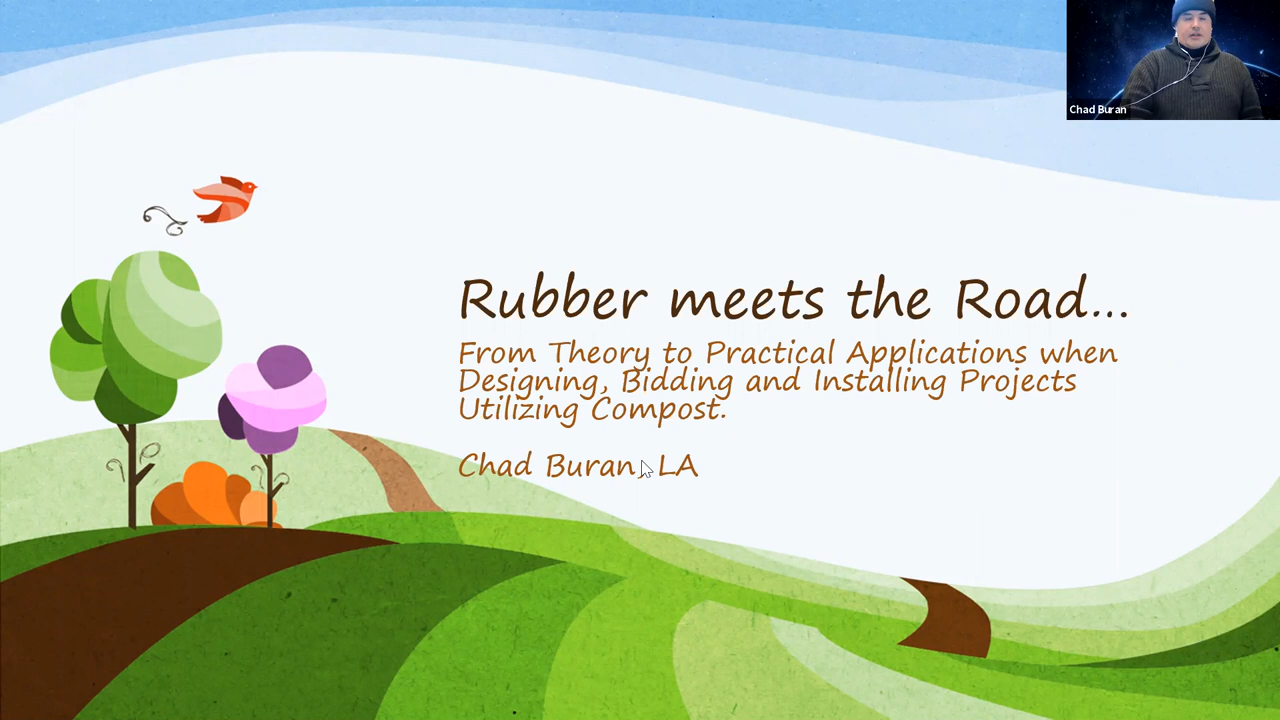 Chad Buran
Rubber meets the Road...
From Theory to Practical Applications when
Designing, Bidding and Installing Projects
Utilizing Compost.
Chad Buran, LA